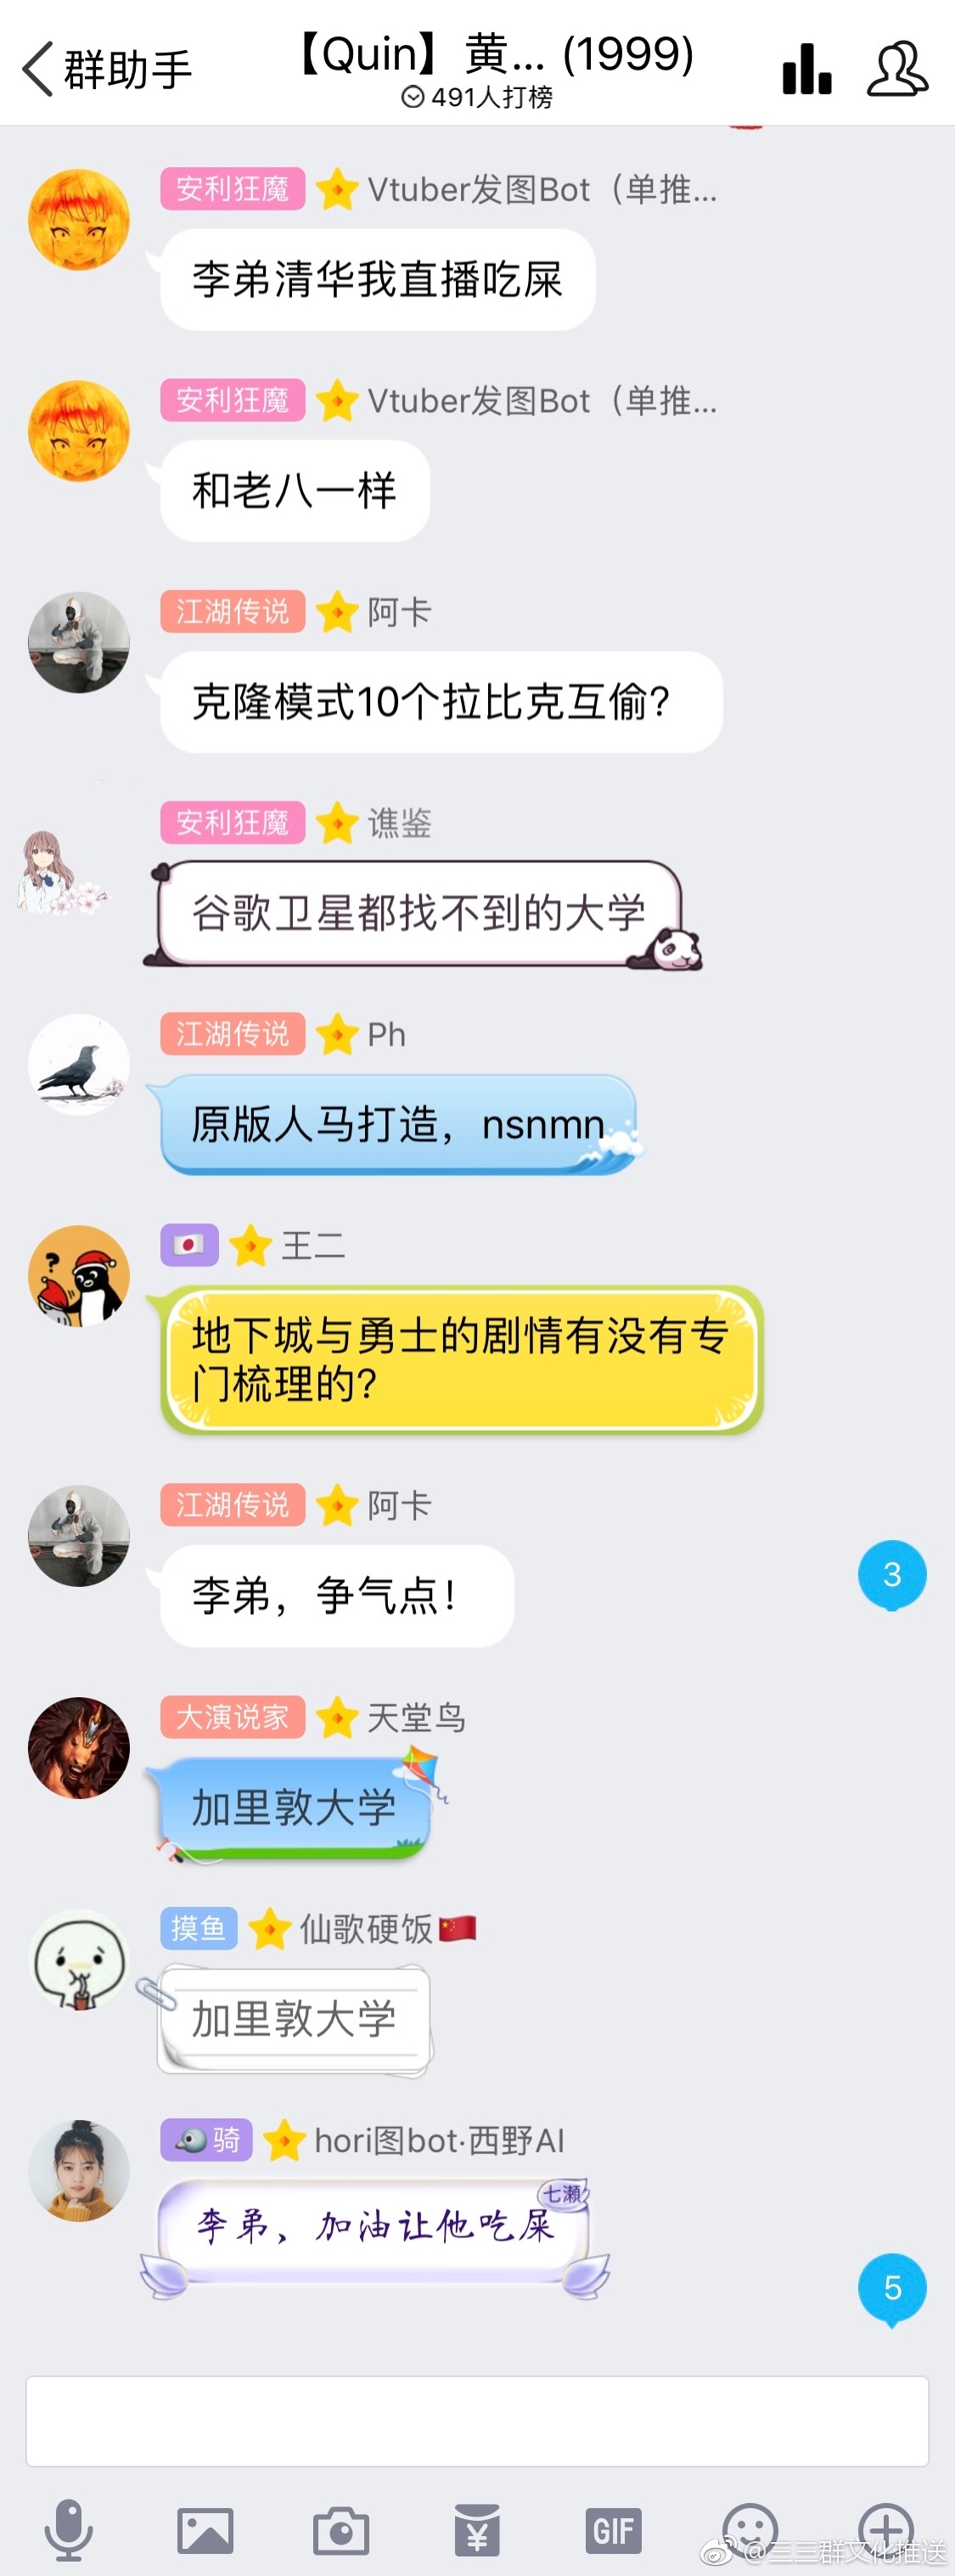 群助手
【Quin】黄... (1999)
491人打榜
安利狂魔 Vtuber发图Bot（单推...
李弟清华我直播吃屎
安利狂魔 Vtuber发图Bot（单推...
和老八一样
江湖传说 阿卡
克隆模式10个拉比克互偷？
安利狂魔 谯鉴
谷歌卫星都找不到的大学
江湖传说 Ph
原版人马打造，nsnmn
王二
地下城与勇士的剧情有没有专
门梳理的？
江湖传说 阿卡
李弟，争气点！
3
大演说家 天堂鸟
加里敦大学
摸鱼 仙歌硬饭
加里敦大学
骑 hori图bot·西野AI
七瀬
李弟，加油让他吃屎
5
GIF
@三三群文化推送